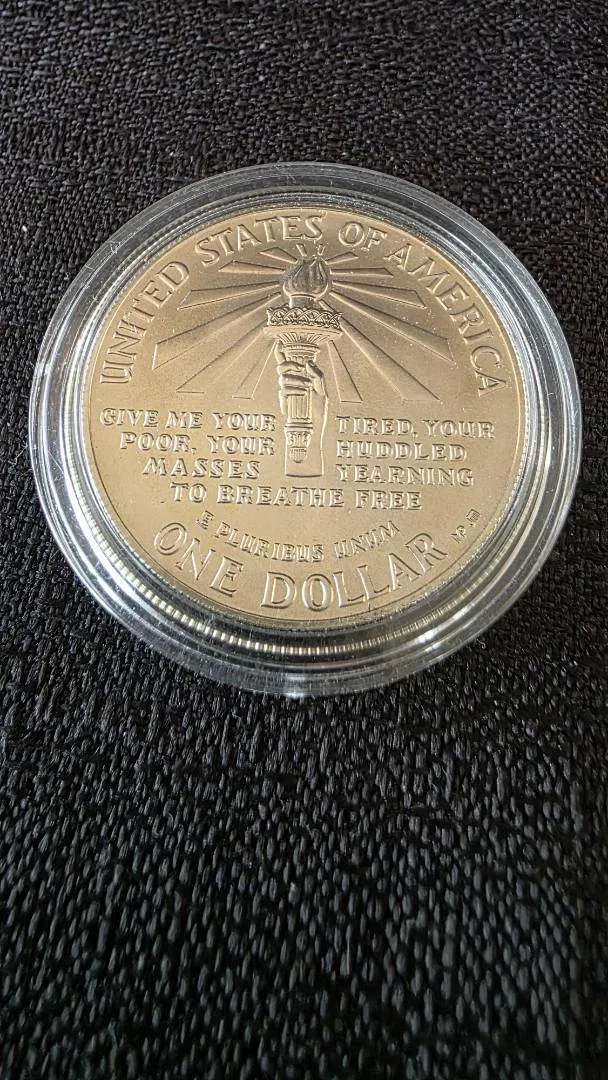 UNITED STATES OF AMERICA
GIVE ME YOUR TIRED, YOUR
POOR, YOUR HUDDLED
MASSES YEARNING
TO BREATHE FREE
E PLURIBUS UNUM
ONE DOLLAR